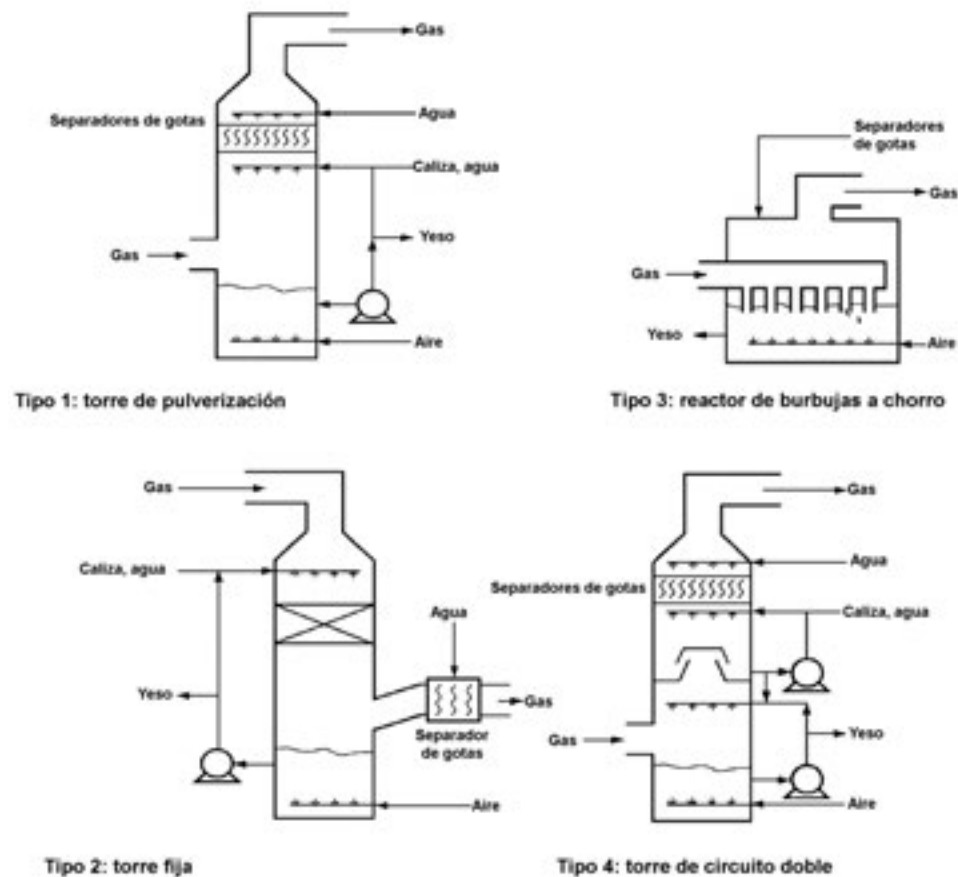 Gas
Agua
Separadores de gotas
Caliza, agua
Yeso
Gas
Aire
Tipo 1: torre de pulverización
Separadores
de gotas
Gas
Gas
Yeso
Aire
Tipo 3: reactor de burbujas a chorro
Gas
Caliza, agua
Agua
Yeso
Gas
Separador
de gotas
Aire
Tipo 2: torre fija
Gas
Agua
Separadores de gotas
Caliza, agua
Yeso
Gas
Aire
Tipo 4: torre de circuito doble